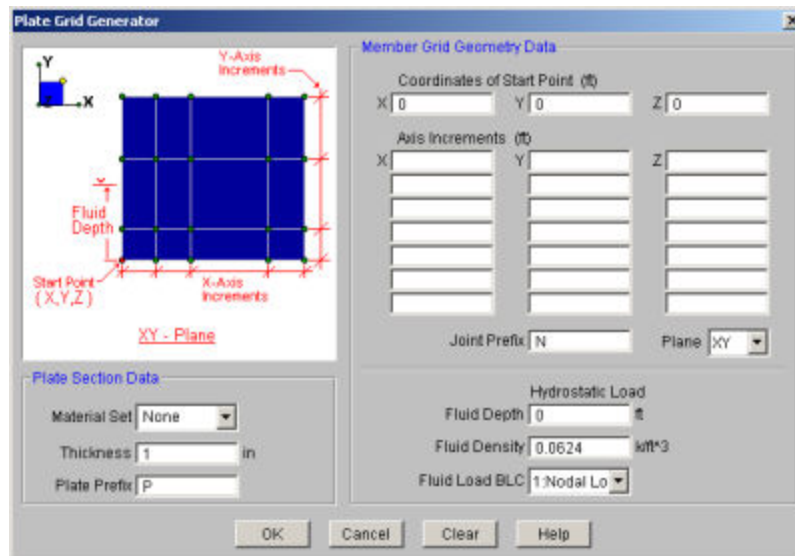 Plate Grid Generator
Y
X
Z
Y-Axis
Increments
Fluid
Depth
Start Point
(X,Y,Z)
X-Axis
Increments
XY - Plane
Plate Section Data
Material Set None
Thickness 1 in
Plate Prefix P
Member Grid Geometry Data
Coordinates of Start Point (ft)
X 0 Y 0 Z 0
Axis Increments (ft)
X Y Z
Joint Prefix N Plane XY
Hydrostatic Load
Fluid Depth 0 ft
Fluid Density 0.0624 k/ft^3
Fluid Load BLC 1:Nodal Lo
OK Cancel Clear Help